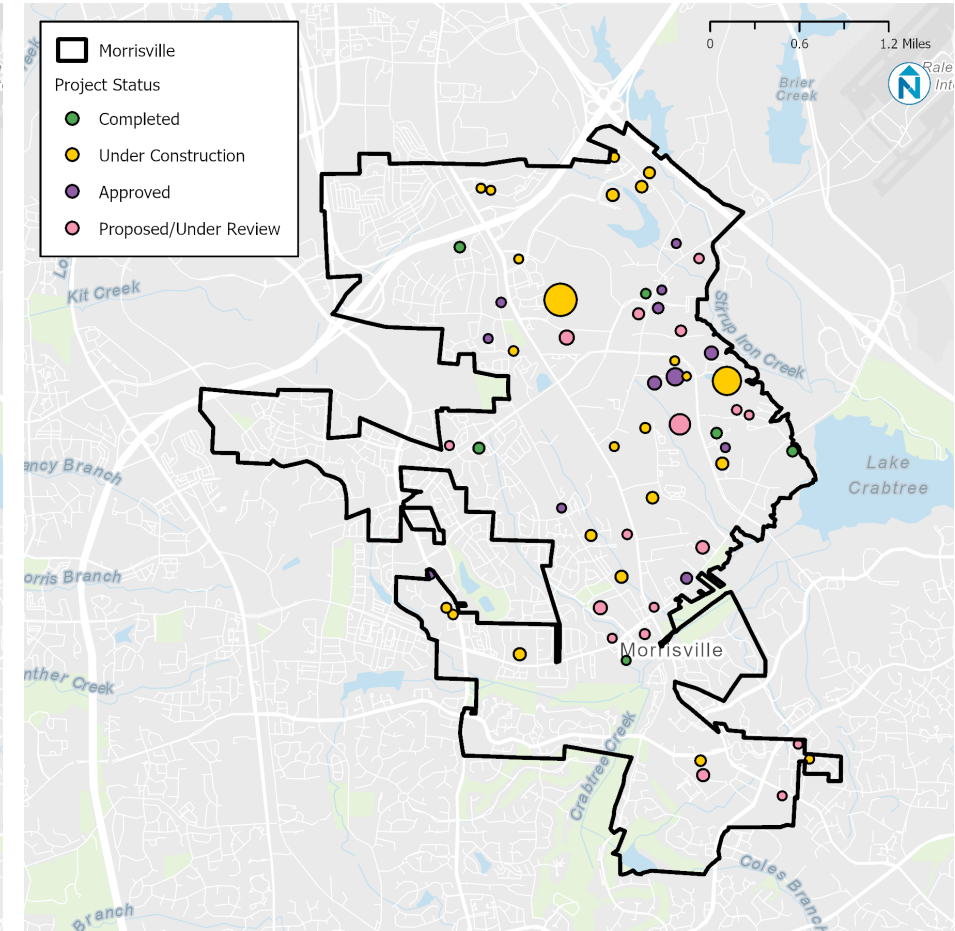 Morrisville
Project Status
Completed
Under Construction
Approved
Proposed/Under Review
0 0.6 1.2 Miles
N
Brier
Creek
Kit Creek
Stirrup Iron Creek
Lake
Crabtree
Morrisville
Crabtree Creek
Coles
Branch